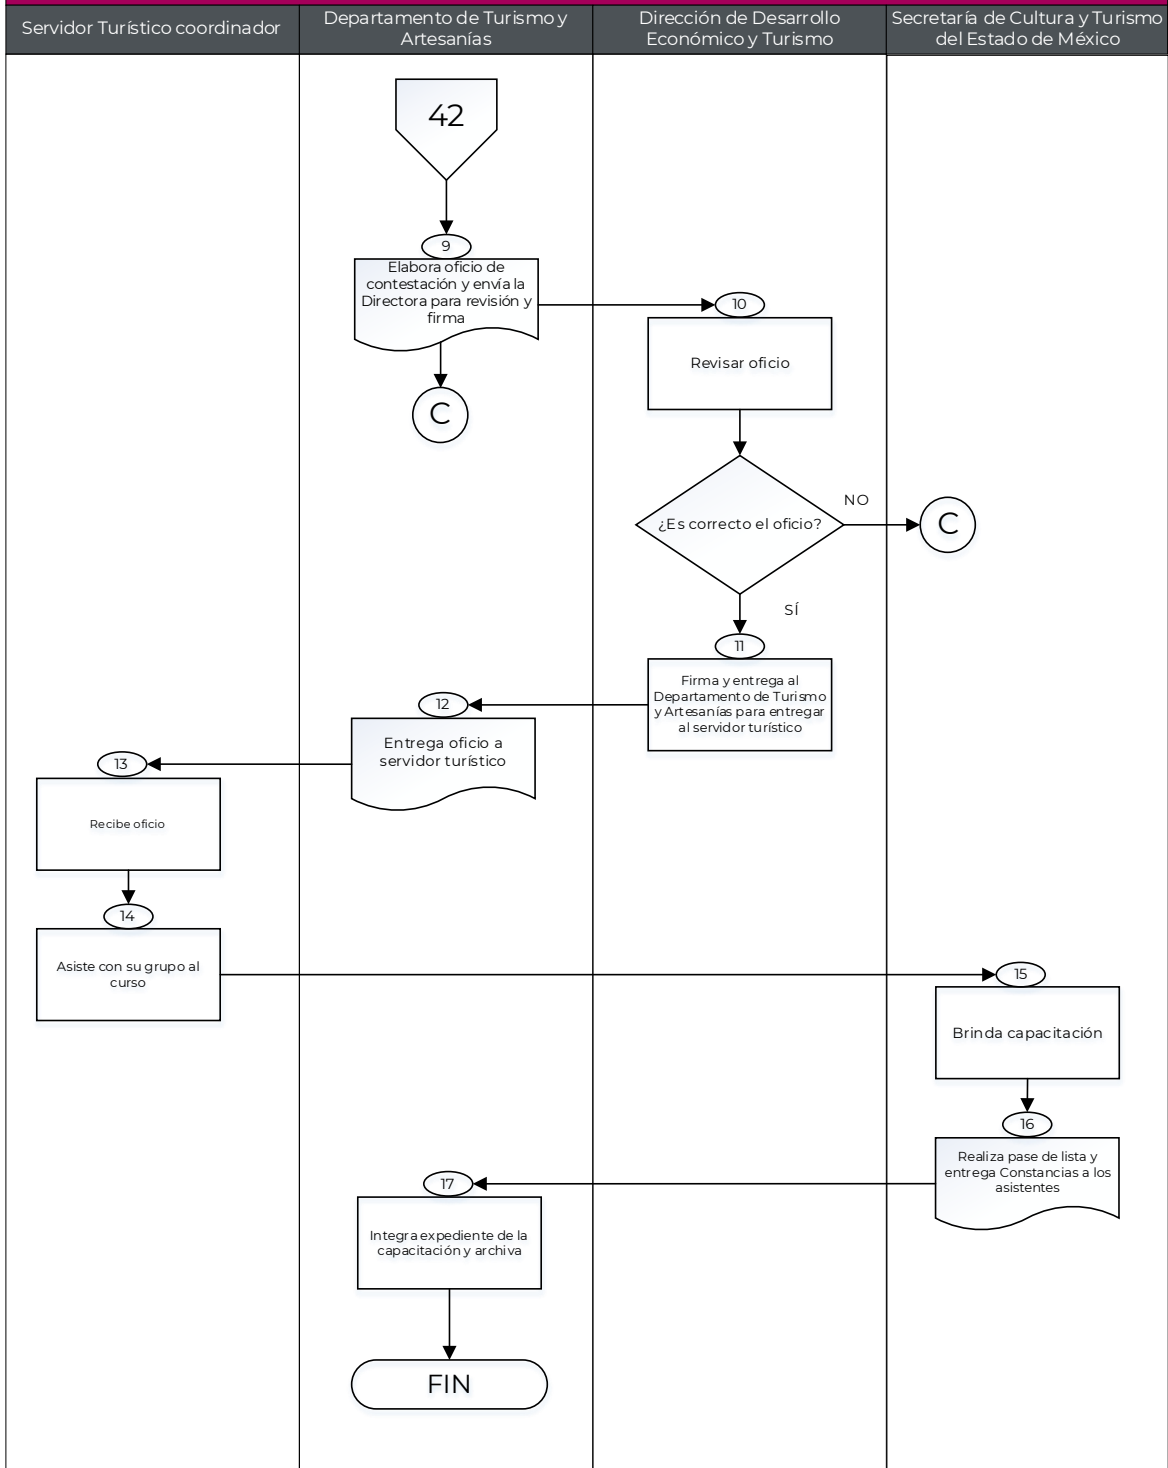 Servidor Turístico coordinador
Departamento de Turismo y
Artesanías
Dirección de Desarrollo
Económico y Turismo
Secretaría de Cultura y Turismo
del Estado de México
42
9
Elabora oficio de
contestación y envía la
Directora para revisión y
firma
10
Revisar oficio
C
¿Es correcto el oficio?
NO
C
SÍ
11
Firma y entrega al
Departamento de Turismo
y Artesanías para entregar
al servidor turístico
12
Entrega oficio a
servidor turístico
13
Recibe oficio
14
Asiste con su grupo al
curso
15
Brinda capacitación
16
Realiza pase de lista y
entrega Constancias a los
asistentes
17
Integra expediente de la
capacitación y archiva
FIN